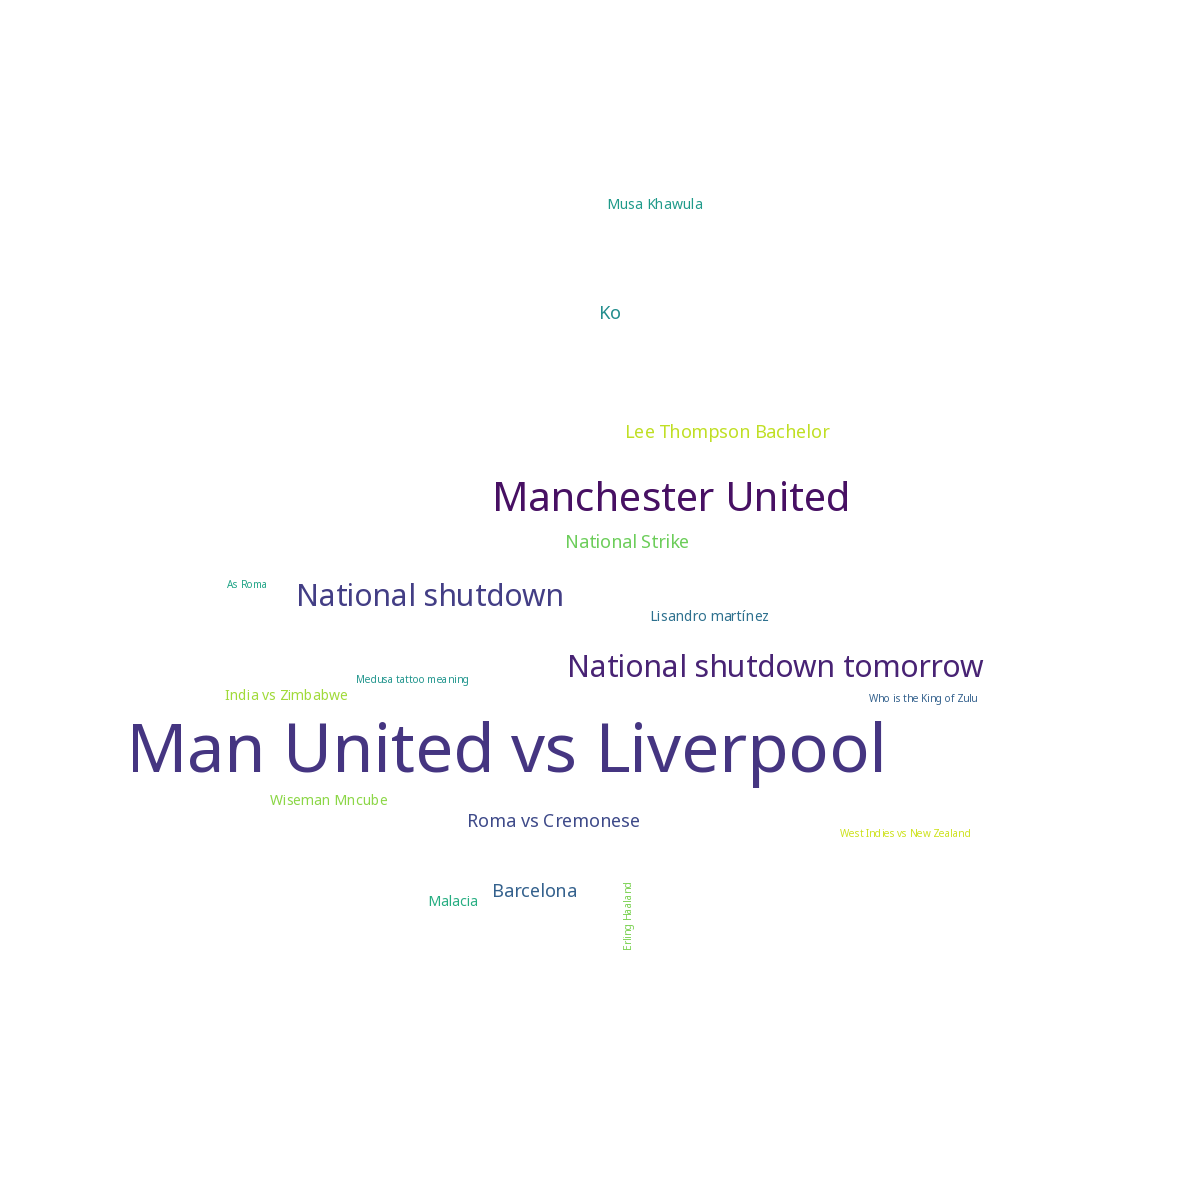 Musa Khawula
Ko
Lee Thompson Bachelor
Manchester United
National Strike
As Roma
National shutdown
Lisandro martínez
National shutdown tomorrow
Medusa tattoo meaning
India vs Zimbabwe
Who is the King of Zulu
Man United vs Liverpool
Wiseman Mncube
Roma vs Cremonese
West Indies vs New Zealand
Barcelona
Malacia
Erling Haaland